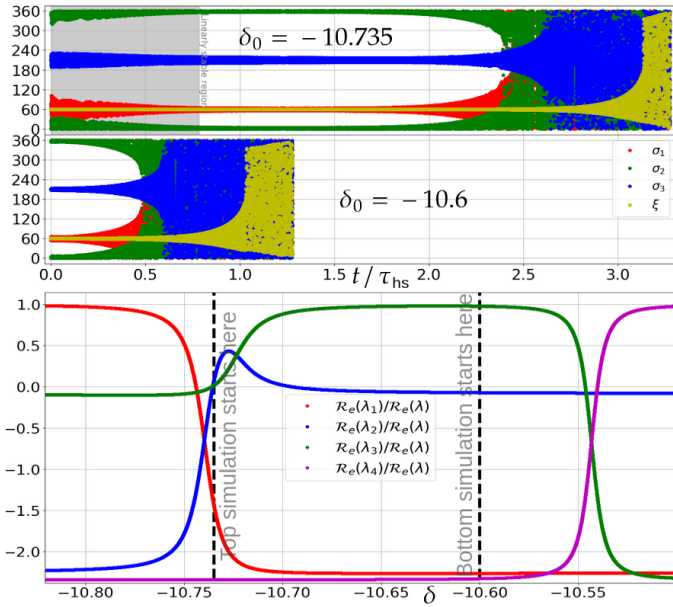 360
300
240
180
120
60
0
δ₀ = − 10.735
Linearly stable region
360
300
240
180
120
60
0
δ₀ = − 10.6
σ₁
σ₂
σ₃
ξ
0.0 0.5 1.0 1.5 2.0 2.5 3.0
t / τhs
1.0
0.5
0.0
−0.5
−1.0
−1.5
−2.0
Top simulation starts here
Bottom simulation starts here
ℛₑ(λ₁)/ℛₑ(λ)
ℛₑ(λ₂)/ℛₑ(λ)
ℛₑ(λ₃)/ℛₑ(λ)
ℛₑ(λ₄)/ℛₑ(λ)
−10.80 −10.75 −10.70 −10.65 −10.60 −10.55
δ